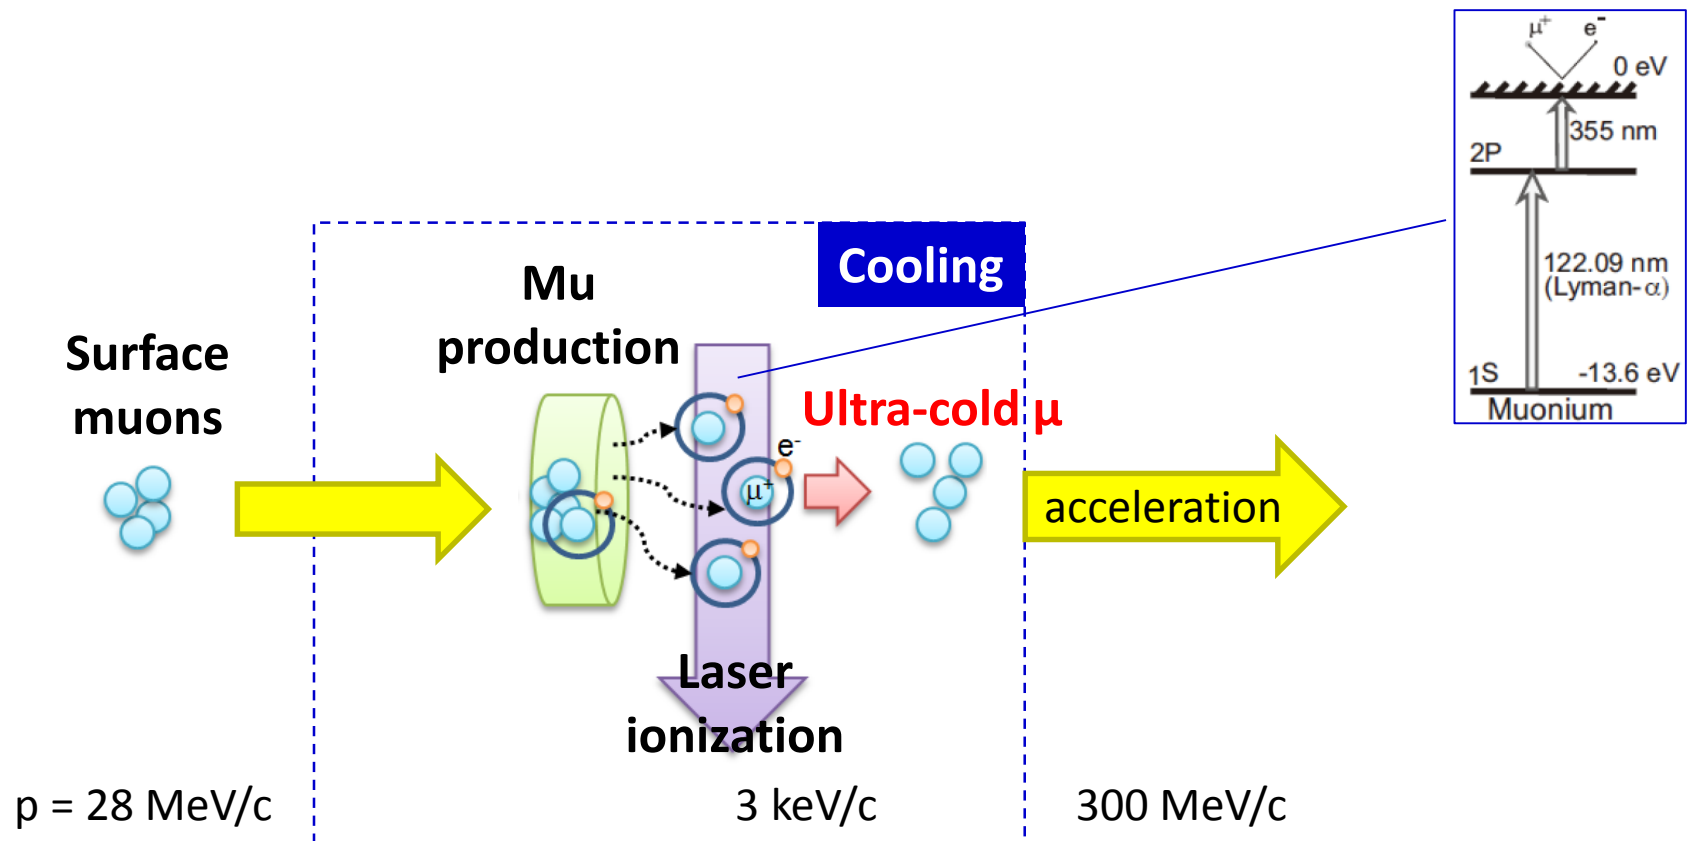 μ⁺ e⁻
0 eV
355 nm
2P
122.09 nm
(Lyman-α)
1S -13.6 eV
Muonium
Cooling
Mu
production
Surface
muons
Ultra-cold μ
e⁻
μ⁺
acceleration
Laser
ionization
p = 28 MeV/c
3 keV/c
300 MeV/c